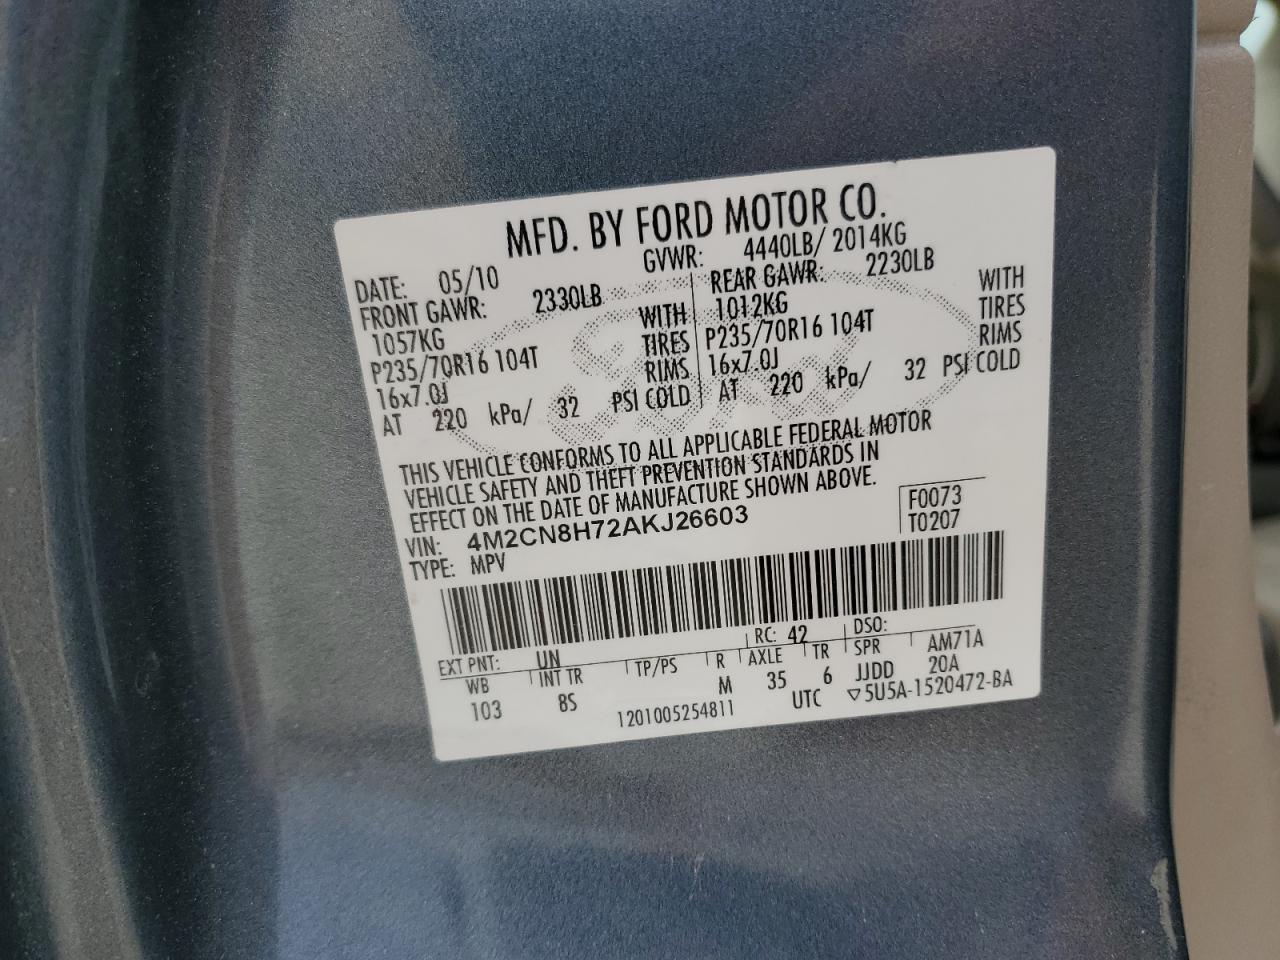 MFD. BY FORD MOTOR CO.
DATE: 05/10 GVWR: 4440LB/ 2014KG
FRONT GAWR: 2330LB REAR GAWR: 2230LB
1057KG WITH 1012KG WITH
P235/70R16 104T TIRES P235/70R16 104T TIRES
16x7.0J RIMS 16x7.0J RIMS
AT 220 kPa/ 32 PSI COLD AT 220 kPa/ 32 PSI COLD
THIS VEHICLE CONFORMS TO ALL APPLICABLE FEDERAL MOTOR
VEHICLE SAFETY AND THEFT PREVENTION STANDARDS IN
EFFECT ON THE DATE OF MANUFACTURE SHOWN ABOVE.
VIN: 4M2CN8H72AKJ26603 F0073
TYPE: MPV T0207
EXT PNT: UN RC: 42 DSO:
WB INT TR TP/PS R AXLE TR SPR AM71A
103 8S M 35 6 JJDD 20A
1201005254811 UTC ▽5U5A-1520472-BA